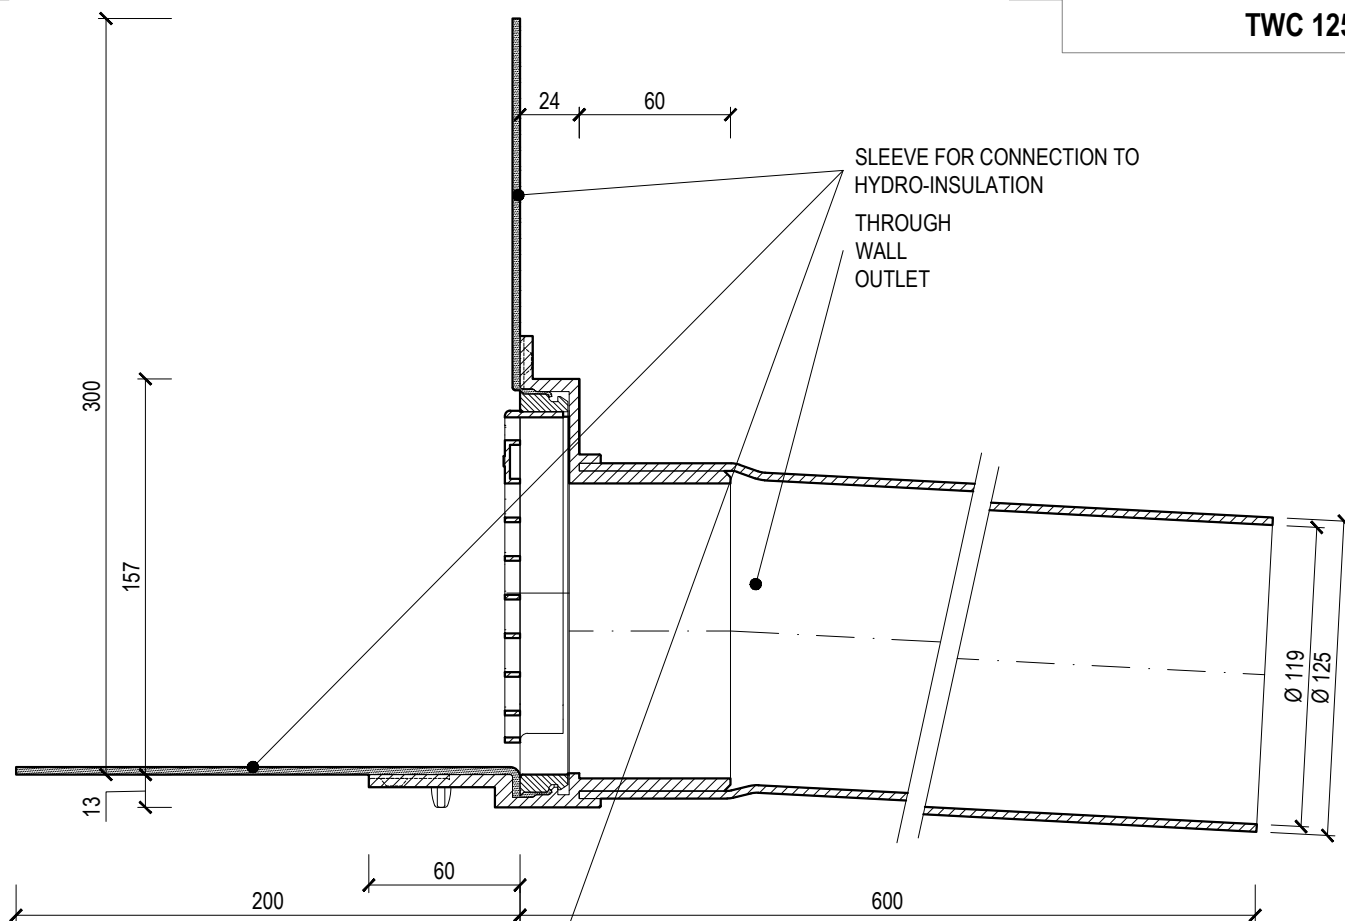 TWC 125
24
60
SLEEVE FOR CONNECTION TO
HYDRO-INSULATION
THROUGH
WALL
OUTLET
300
157
13
Ø 119
Ø 125
60
200
600